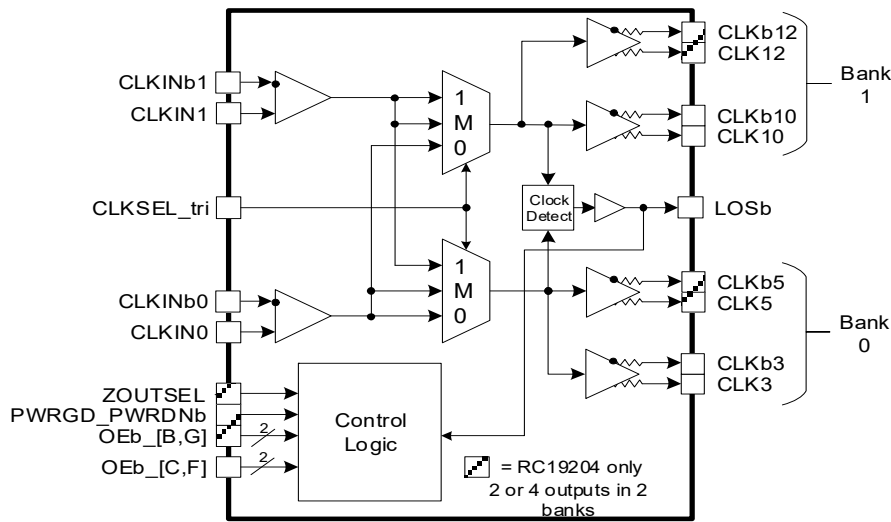 CLKb12
CLK12
Bank
1
CLKINb1
CLKIN1
1
M
0
CLKb10
CLK10
CLKSEL_tri
Clock
Detect
LOSb
1
M
0
CLKINb0
CLKIN0
CLKb5
CLK5
Bank
0
CLKb3
CLK3
ZOUTSEL
PWRGD_PWRDNb
OEb_[B,G]
2
OEb_[C,F]
2
Control
Logic
= RC19204 only
2 or 4 outputs in 2
banks